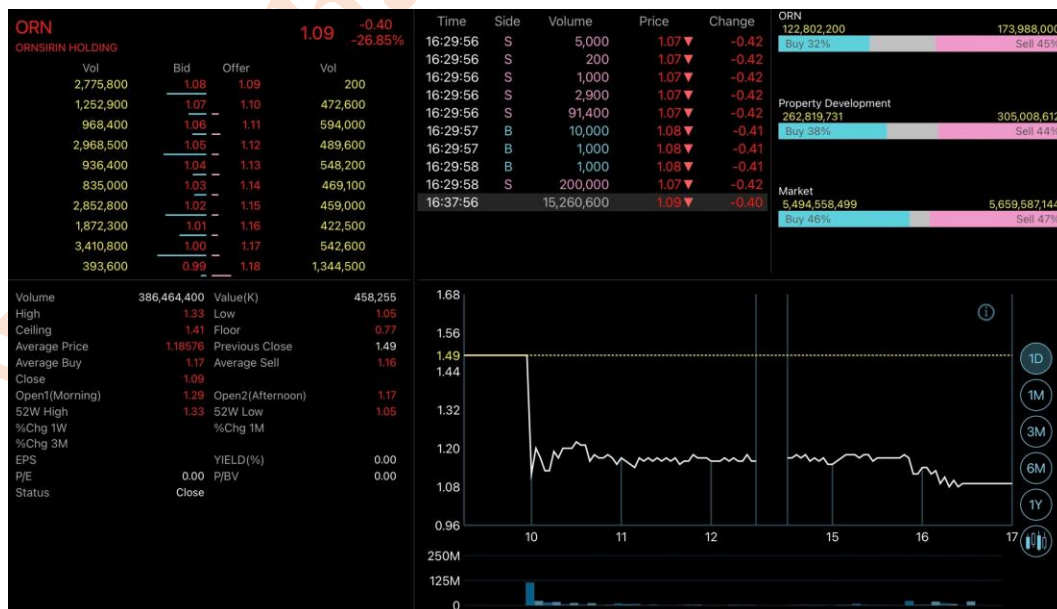 ORN 1.09 -0.40
ORNSIRIN HOLDING -26.85%
Vol Bid Offer Vol
2,775,800 1.08 1.09 200
1,252,900 1.07 1.10 472,600
968,400 1.06 1.11 594,000
2,968,500 1.05 1.12 489,600
936,400 1.04 1.13 548,200
835,000 1.03 1.14 469,100
2,852,800 1.02 1.15 459,000
1,872,300 1.01 1.16 422,500
3,410,800 1.00 1.17 542,600
393,600 0.99 1.18 1,344,500
Time Side Volume Price Change
16:29:56 S 5,000 1.07▼ -0.42
16:29:56 S 200 1.07▼ -0.42
16:29:56 S 1,000 1.07▼ -0.42
16:29:56 S 2,900 1.07▼ -0.42
16:29:56 S 91,400 1.07▼ -0.42
16:29:57 B 10,000 1.08▼ -0.41
16:29:57 B 1,000 1.08▼ -0.41
16:29:58 B 1,000 1.08▼ -0.41
16:29:58 S 200,000 1.07▼ -0.42
16:37:56 15,260,600 1.09▼ -0.40
ORN
122,802,200 173,988,000
Buy 32% Sell 45%
Property Development
262,819,731 305,008,612
Buy 38% Sell 44%
Market
5,494,558,499 5,659,587,144
Buy 46% Sell 47%
Volume 386,464,400 Value(K) 458,255
High 1.33 Low 1.05
Ceiling 1.41 Floor 0.77
Average Price 1.18576 Previous Close 1.49
Average Buy 1.17 Average Sell 1.16
Close 1.09
Open1(Morning) 1.29 Open2(Afternoon) 1.17
52W High 1.33 52W Low 1.05
%Chg 1W %Chg 1M
%Chg 3M
EPS YIELD(%) 0.00
P/E 0.00 P/BV 0.00
Status Close
1.68
1.56
1.49
1.44
1.32
1.20
1.08
0.96
10 11 12 15 16 17
250M
125M
0
1D
1M
3M
6M
1Y